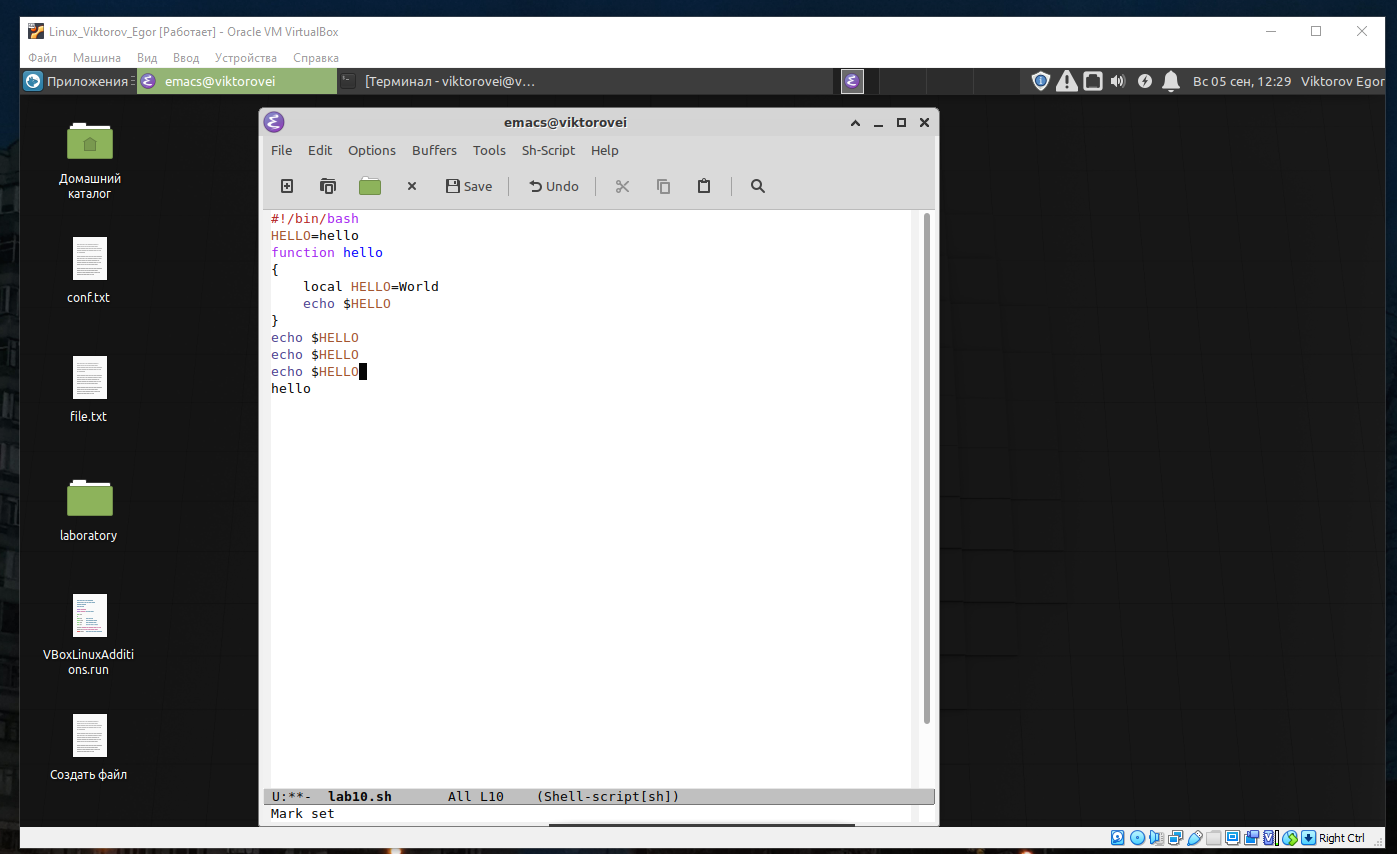 Linux_Viktorov_Egor [Работает] - Oracle VM VirtualBox
Файл Машина Вид Ввод Устройства Справка
Приложения emacs@viktorovei [Терминал - viktorovei@v... Вс 05 сен, 12:29 Viktorov Egor
Домашний
каталог
conf.txt
file.txt
laboratory
VBoxLinuxAdditi
ons.run
Создать файл
emacs@viktorovei
File Edit Options Buffers Tools Sh-Script Help
Save Undo
#!/bin/bash
HELLO=hello
function hello
{
    local HELLO=World
    echo $HELLO
}
echo $HELLO
echo $HELLO
echo $HELLO
hello
U:**- lab10.sh All L10 (Shell-script[sh])
Mark set
Right Ctrl